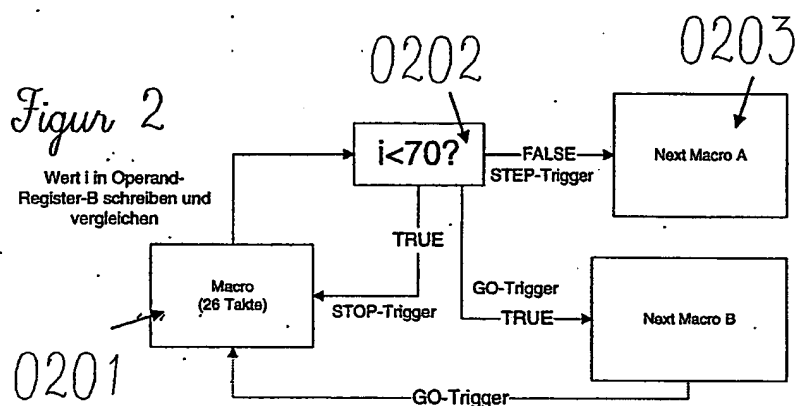 0202
0203
Figur 2
i<70?
FALSE
STEP-Trigger
Next Macro A
Wert i in Operand-
Register-B schreiben und
vergleichen
TRUE
Macro
(26 Takte)
STOP-Trigger
GO-Trigger
TRUE
Next Macro B
0201
GO-Trigger